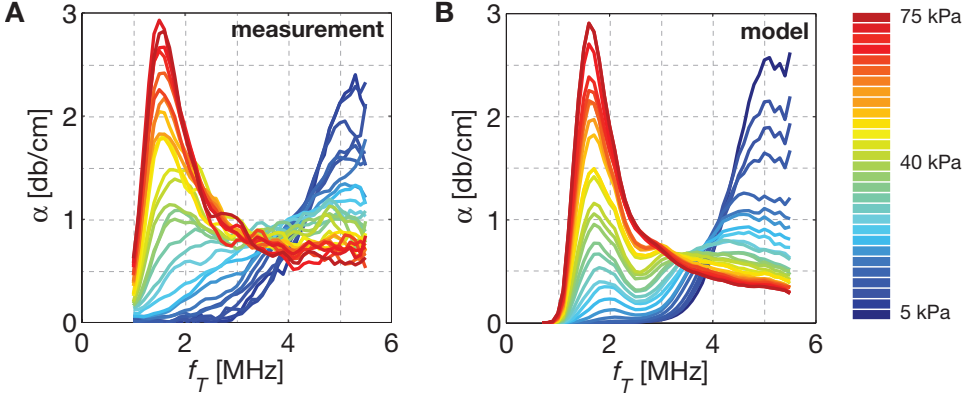 A
measurement
3
2
1
0
α [db/cm]
0
2
4
6
f_T [MHz]
B
model
3
2
1
0
α [db/cm]
0
2
4
6
f_T [MHz]
75 kPa
40 kPa
5 kPa